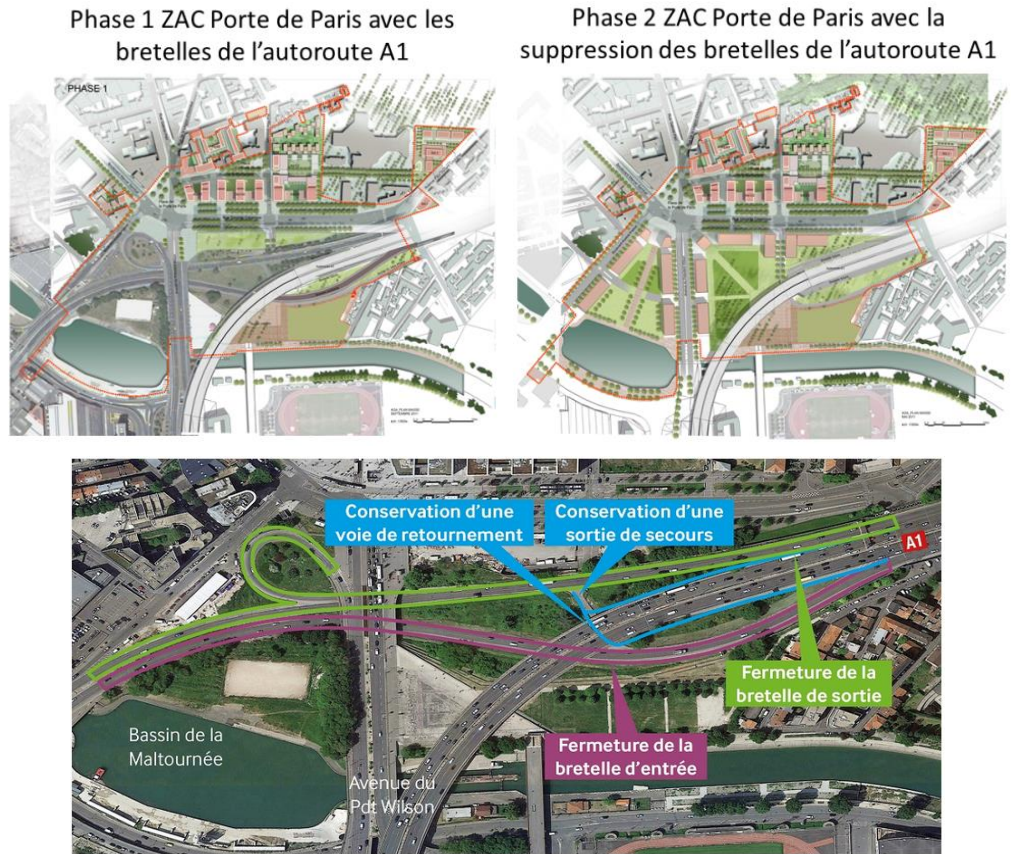 Phase 1 ZAC Porte de Paris avec les
bretelles de l'autoroute A1
Phase 2 ZAC Porte de Paris avec la
suppression des bretelles de l'autoroute A1
PHASE 1
Conservation d'une
voie de retournement
Conservation d'une
sortie de secours
A1
Fermeture de la
bretelle de sortie
Fermeture de la
bretelle d'entrée
Bassin de la
Maltournée
Avenue du
Pdt Wilson